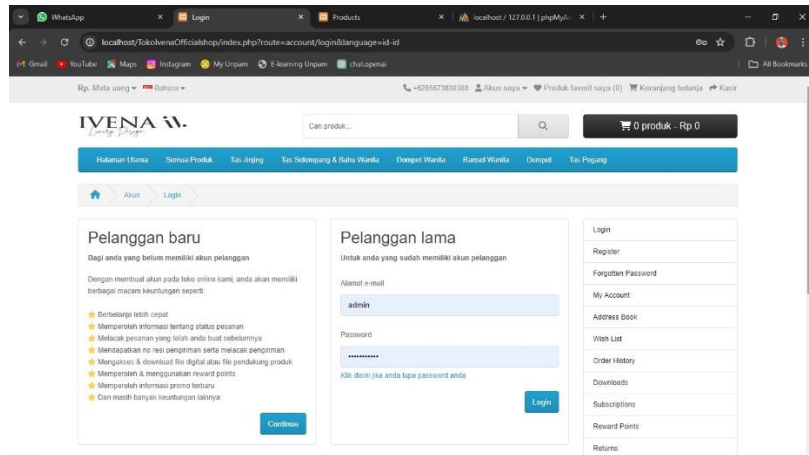 WhatsApp
Login
Products
localhost / 127.0.0.1 | phpMyA
localhost/TokoIvenaOfficialshop/index.php?route=account/login&language=id-id
Gmail
YouTube
Maps
Instagram
My Unpam
E-learning Unpam
chat.openai
All Bookmarks
Rp. Mata uang
Bahasa
Akun saya
Produk favorit saya (0)
Keranjang belanja
Kasir
IVENA
Luxury Design
Cari produk...
0 produk - Rp 0
Halaman Utama
Semua Produk
Tas Jinjing
Tas Selempang & Bahu Wanita
Dompet Wanita
Ransel Wanita
Dompet
Tas Pegang
Akun
Login
Pelanggan baru
Bagi anda yang belum memiliki akun pelanggan
Dengan membuat akun pada toko online kami, anda akan memiliki
berbagai macam keuntungan seperti:
Berbelanja lebih cepat
Memperoleh informasi tentang status pesanan
Melacak pesanan yang telah anda buat sebelumnya
Mendapatkan no resi pengiriman serta melacak pengiriman
Mengakses & download file digital atau file pendukung produk
Memperoleh & menggunakan reward points
Memperoleh informasi promo terbaru
Dan masih banyak keuntungan lainnya
Continue
Pelanggan lama
Untuk anda yang sudah memiliki akun pelanggan
Alamat e-mail
admin
Password
Klik disini jika anda lupa password anda
Login
Login
Register
Forgotten Password
My Account
Address Book
Wish List
Order History
Downloads
Subscriptions
Reward Points
Returns